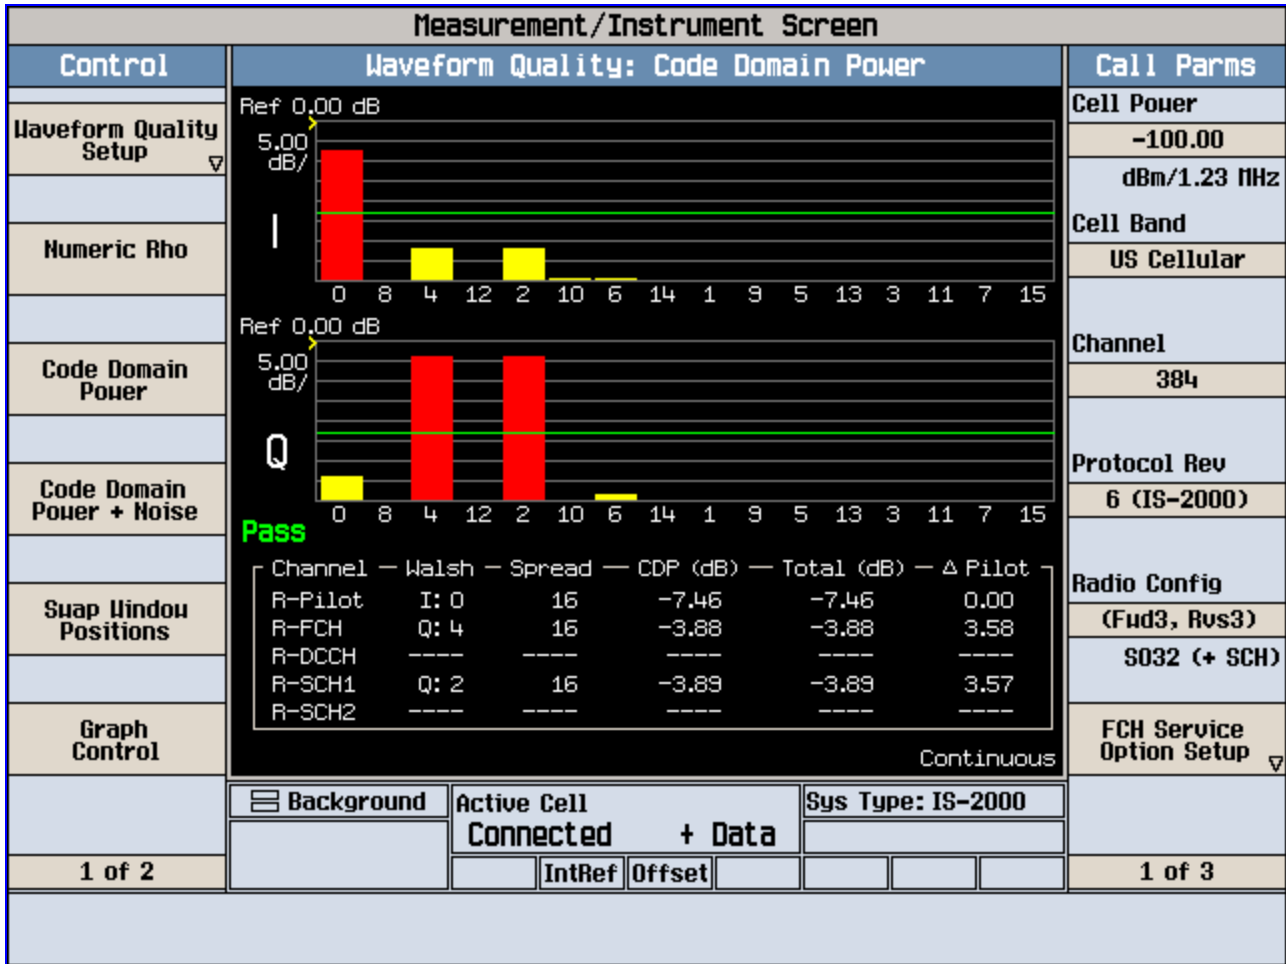 Measurement/Instrument Screen
Control
Waveform Quality: Code Domain Power
Call Parms
Waveform Quality
Setup
Numeric Rho
Code Domain
Power
Code Domain
Power + Noise
Swap Window
Positions
Graph
Control
1 of 2
Ref 0.00 dB
5.00
dB/
I
0 8 4 12 2 10 6 14 1 9 5 13 3 11 7 15
Ref 0.00 dB
5.00
dB/
Q
0 8 4 12 2 10 6 14 1 9 5 13 3 11 7 15
Pass
Channel — Walsh — Spread — CDP (dB) — Total (dB) — Δ Pilot
R-Pilot I: 0 16 -7.46 -7.46 0.00
R-FCH Q: 4 16 -3.88 -3.88 3.58
R-DCCH ---- ---- ---- ---- ----
R-SCH1 Q: 2 16 -3.89 -3.89 3.57
R-SCH2 ---- ---- ---- ---- ----
Continuous
Background
Active Cell
Connected + Data
Sys Type: IS-2000
IntRef Offset
Cell Power
-100.00
dBm/1.23 MHz
Cell Band
US Cellular
Channel
384
Protocol Rev
6 (IS-2000)
Radio Config
(Fwd3, Rvs3)
SO32 (+ SCH)
FCH Service
Option Setup
1 of 3